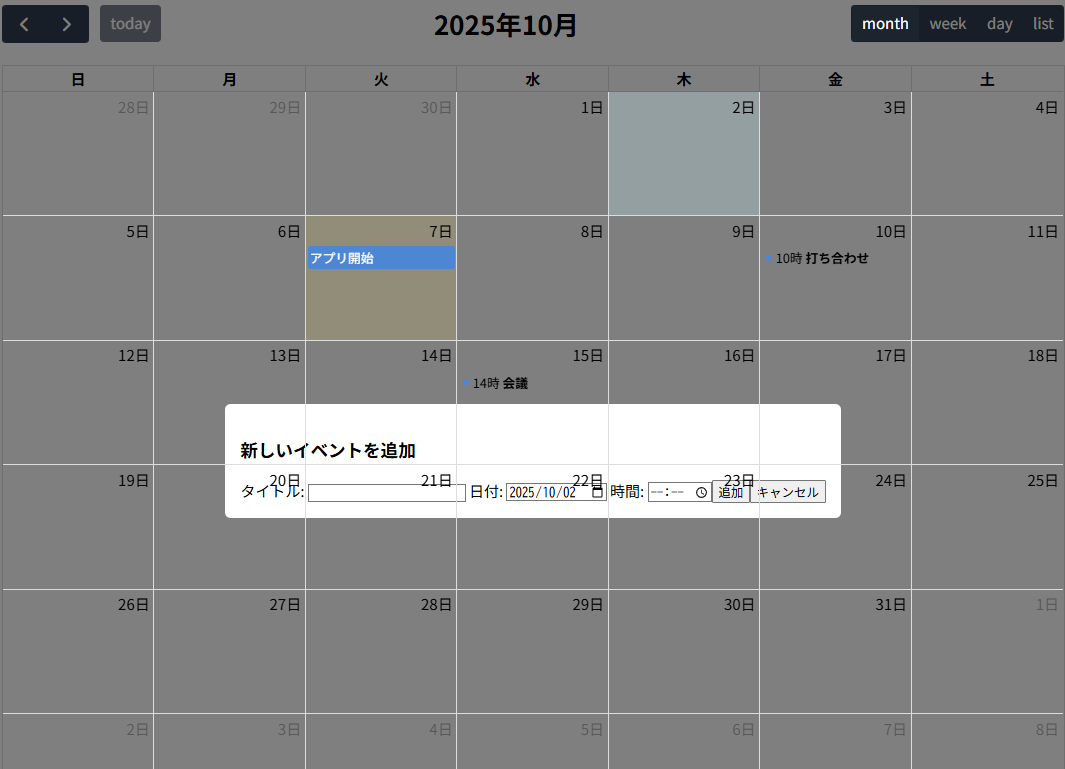 today 2025年10月 month week day list
日 月 火 水 木 金 土
28日 29日 30日 1日 2日 3日 4日
5日 6日 7日 8日 9日 10日 11日
アプリ開始 10時 打ち合わせ
12日 13日 14日 15日 16日 17日 18日
14時 会議
新しいイベントを追加
19日 20日 21日 22日 23日 24日 25日
タイトル: 日付: 2025/10/02 時間: --:-- 追加 キャンセル
26日 27日 28日 29日 30日 31日 1日
2日 3日 4日 5日 6日 7日 8日